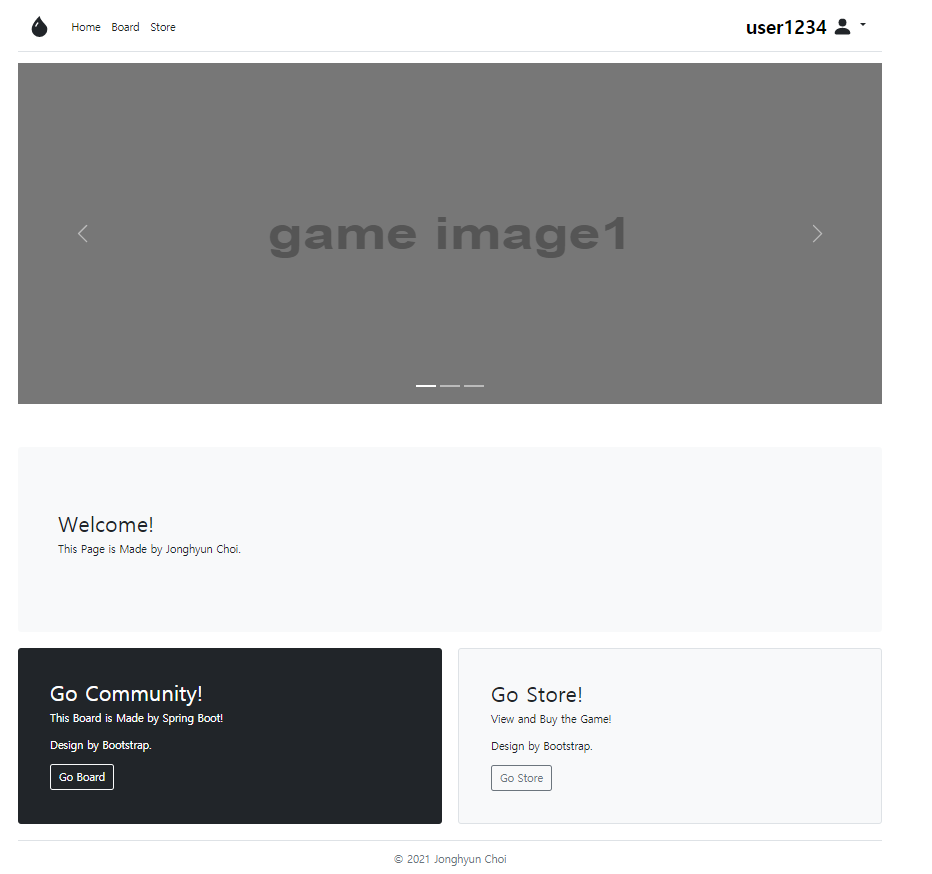 Home Board Store user1234
game image1
Welcome!
This Page is Made by Jonghyun Choi.
Go Community!
This Board is Made by Spring Boot!
Design by Bootstrap.
Go Board
Go Store!
View and Buy the Game!
Design by Bootstrap.
Go Store
© 2021 Jonghyun Choi